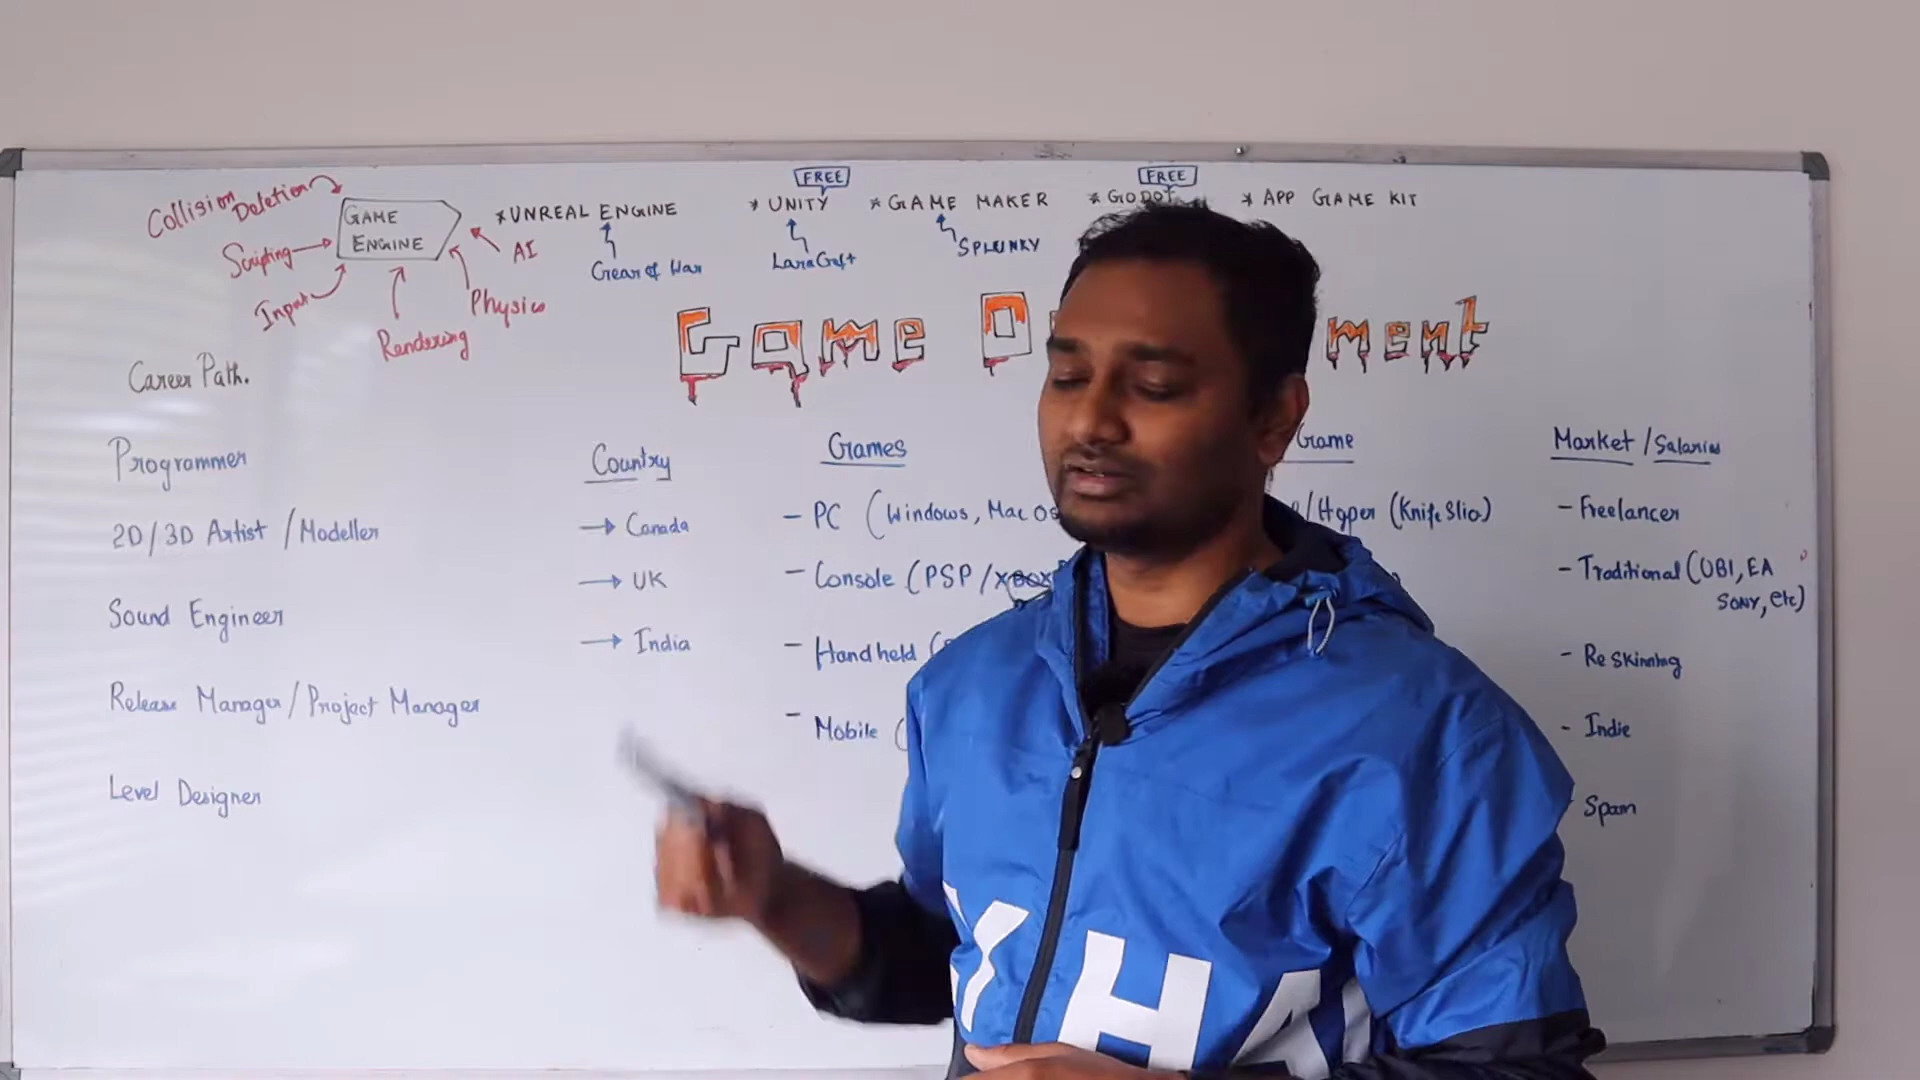 FREE
FREE
Collision
Deletion
GAME
ENGINE
* UNREAL ENGINE
* UNITY
* GAME MAKER
* GODOT
* APP GAME KIT
Scripting
AI
Gear of War
SPLUNKY
Input
Physics
Rendering
Game D ment
Career Path.
Programmer
Country
Games
Game
Market / Salaries
2D/3D Artist / Modeller
→ Canada
- PC (Windows, Mac Os
/Hyper (Knife Slio)
- Freelancer
→ UK
- Console (PSP / XBOX
- Traditional (UBI, EA
SONY, etc)
Sound Engineer
→ India
- Handheld (
- Reskinning
Release Manager / Project Manager
- Mobile (
- Indie
Level Designer
Spam
Y HA